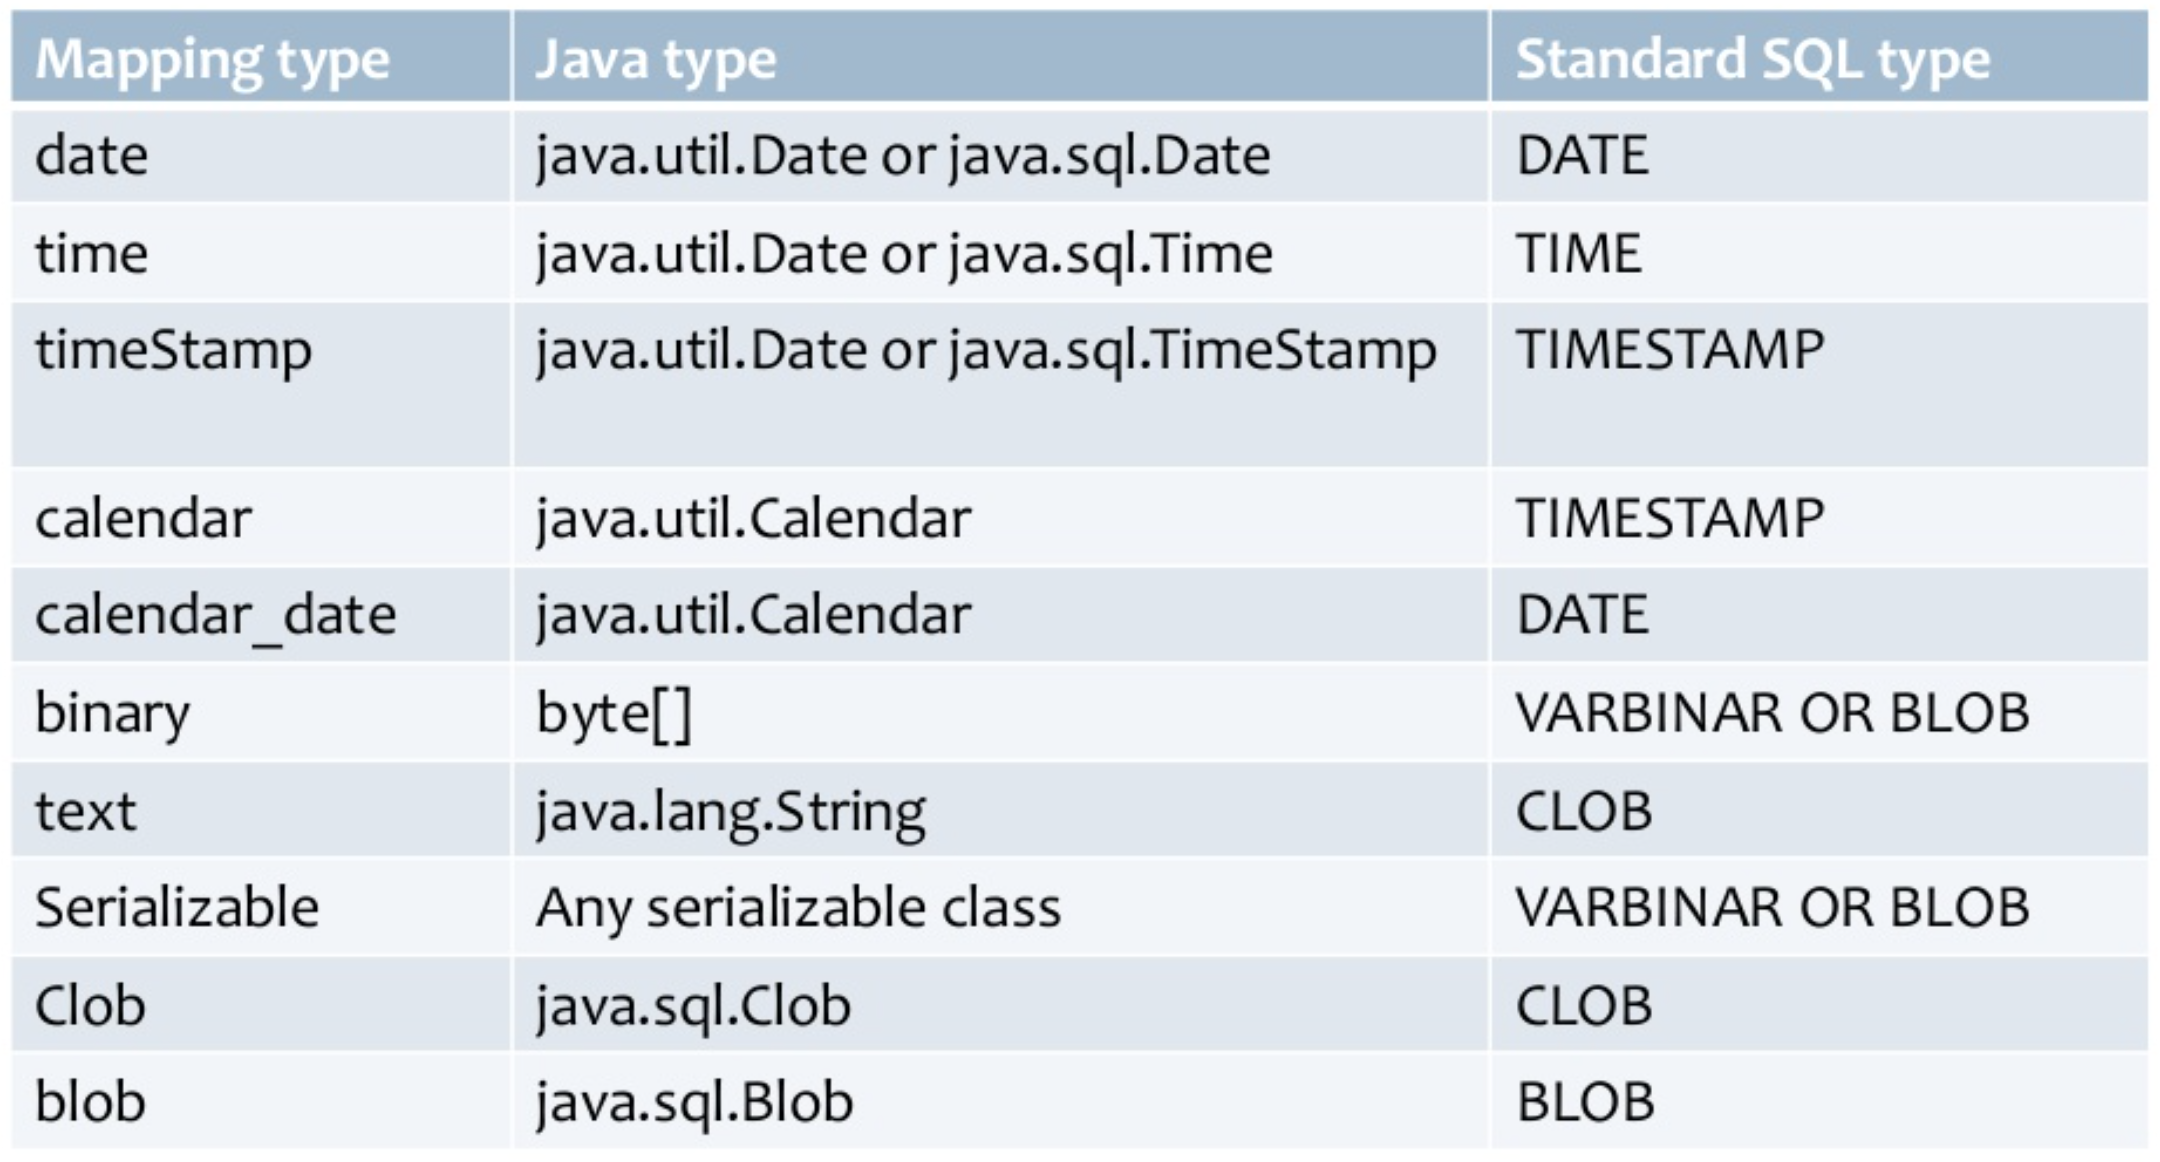 Mapping type Java type Standard SQL type
date java.util.Date or java.sql.Date DATE
time java.util.Date or java.sql.Time TIME
timeStamp java.util.Date or java.sql.TimeStamp TIMESTAMP
calendar java.util.Calendar TIMESTAMP
calendar_date java.util.Calendar DATE
binary byte[] VARBINAR OR BLOB
text java.lang.String CLOB
Serializable Any serializable class VARBINAR OR BLOB
Clob java.sql.Clob CLOB
blob java.sql.Blob BLOB